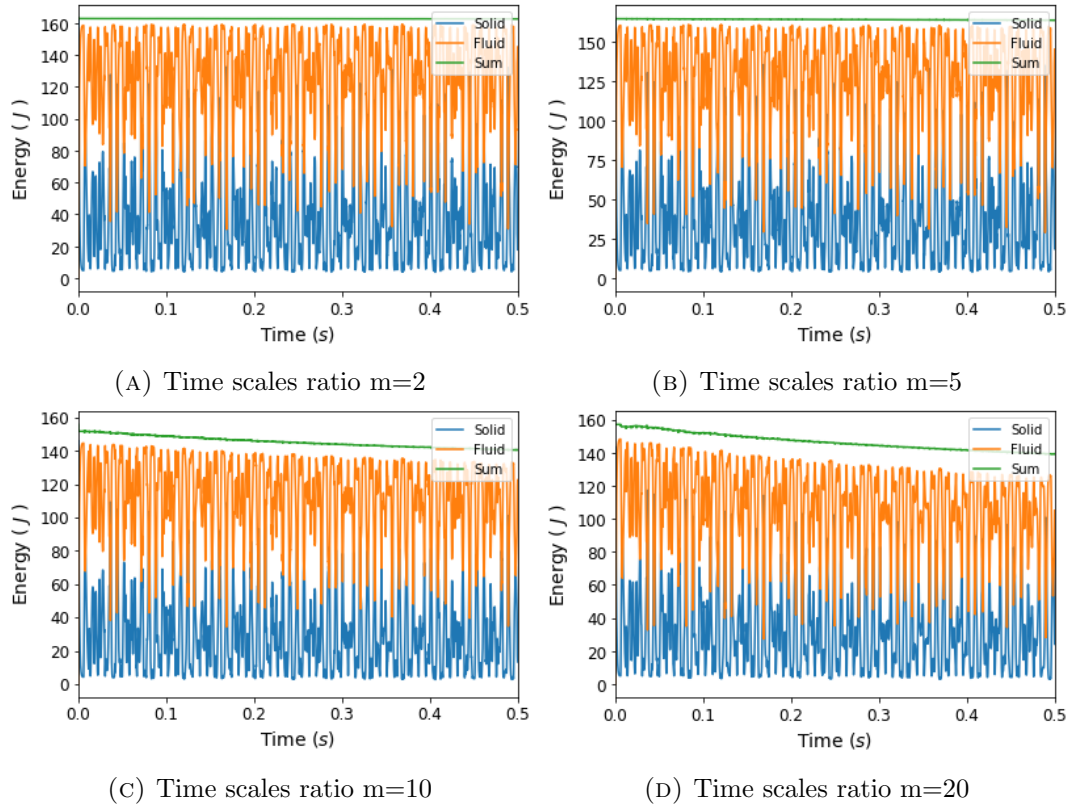 160
140
120
100
80
60
40
20
0
Energy ( J )
Solid
Fluid
Sum
0.0 0.1 0.2 0.3 0.4 0.5
Time (s)
(A) Time scales ratio m=2
150
125
100
75
50
25
0
Energy ( J )
Solid
Fluid
Sum
0.0 0.1 0.2 0.3 0.4 0.5
Time (s)
(B) Time scales ratio m=5
160
140
120
100
80
60
40
20
0
Energy ( J )
Solid
Fluid
Sum
0.0 0.1 0.2 0.3 0.4 0.5
Time (s)
(C) Time scales ratio m=10
160
140
120
100
80
60
40
20
0
Energy ( J )
Solid
Fluid
Sum
0.0 0.1 0.2 0.3 0.4 0.5
Time (s)
(D) Time scales ratio m=20